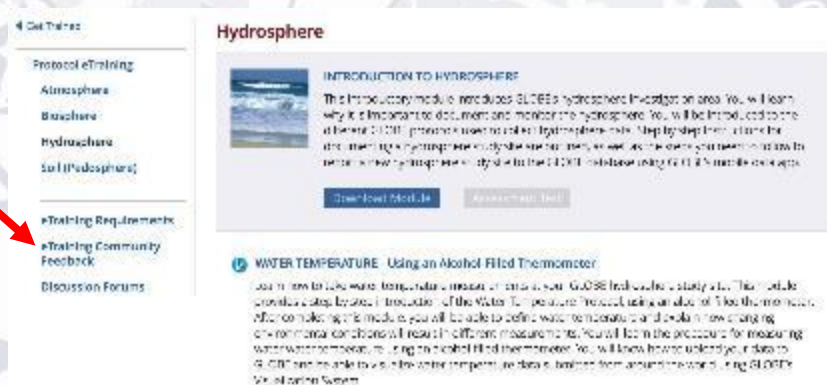 Get Trained
Protocol eTraining
Atmosphere
Biosphere
Hydrosphere
Soil (Pedosphere)
eTraining Requirements
eTraining Community
Feedback
Discussion Forums
Hydrosphere
INTRODUCTION TO HYDROSPHERE
This introductory module introduces GLOBE's hydrosphere investigation area. You will learn
why it is important to document and monitor the hydrosphere. You will be introduced to the
different GLOBE protocols used to collect hydrosphere data. Step by step instructions for
documenting a hydrosphere study site are outlined, as well as the steps you need to follow to
report a new hydrosphere study site to the GLOBE database using GLOBE's mobile data app.
Download Module
Assessment Test
WATER TEMPERATURE - Using an Alcohol Filled Thermometer
Learn how to take water temperature measurements at your GLOBE hydrosphere study site. This module
provides a step by step introduction of the Water Temperature Protocol, using an alcohol filled thermometer.
After completing this module, you will be able to define water temperature and explain how changing
environmental conditions will result in different measurements. You will learn the procedure for measuring
water temperature using an alcohol filled thermometer. You will know how to upload your data to
GLOBE and be able to visualize water temperature data submitted from around the world using GLOBE's
Visualization System